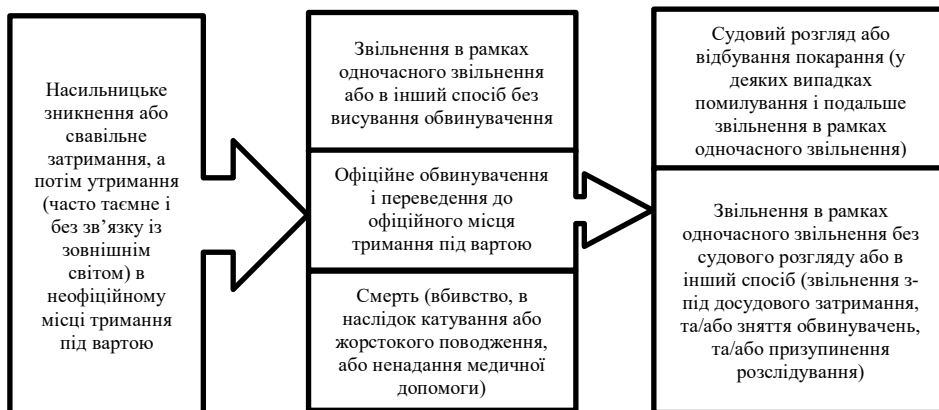 Насильницьке
зникнення або
свавільне
затримання, а
потім утримання
(часто таємне і
без зв’язку із
зовнішнім
світом) в
неофіційному
місці тримання
під вартою
Звільнення в рамках
одночасного звільнення
або в інший спосіб без
висування обвинувачення
Офіційне обвинувачення
і переведення до
офіційного місця
тримання під вартою
Смерть (вбивство, в
наслідок катування або
жорстокого поводження,
або ненадання медичної
допомоги)
Судовий розгляд або
відбування покарання (у
деяких випадках
помилування і подальше
звільнення в рамках
одночасного звільнення)
Звільнення в рамках
одночасного звільнення без
судового розгляду або в
інший спосіб (звільнення з-
під досудового затримання,
та/або зняття обвинувачень,
та/або призупинення
розслідування)